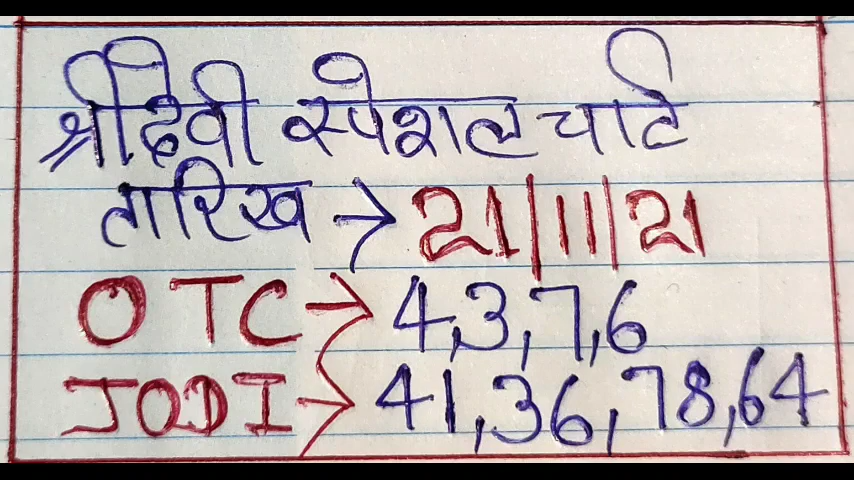 श्रीदेवी स्पेशल चार्ट
तारिख → 21/11/21
OTC → 4,3,7,6
JODI → 41,36,78,64